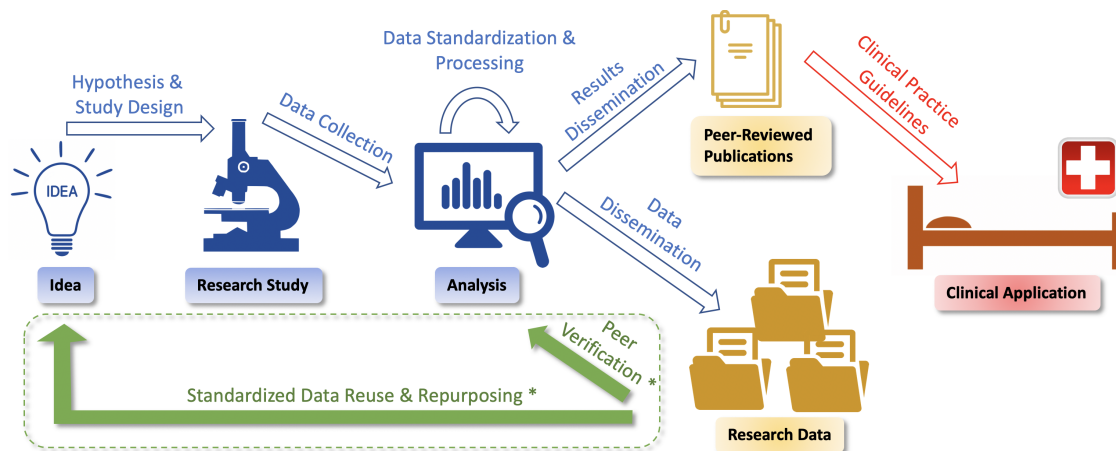 Data Standardization &
Processing
Hypothesis &
Study Design
Data Collection
Results
Dissemination
Clinical Practice
Guidelines
IDEA
Peer-Reviewed
Publications
Data
Dissemination
Idea
Research Study
Analysis
Clinical Application
Peer
Verification *
Standardized Data Reuse & Repurposing *
Research Data